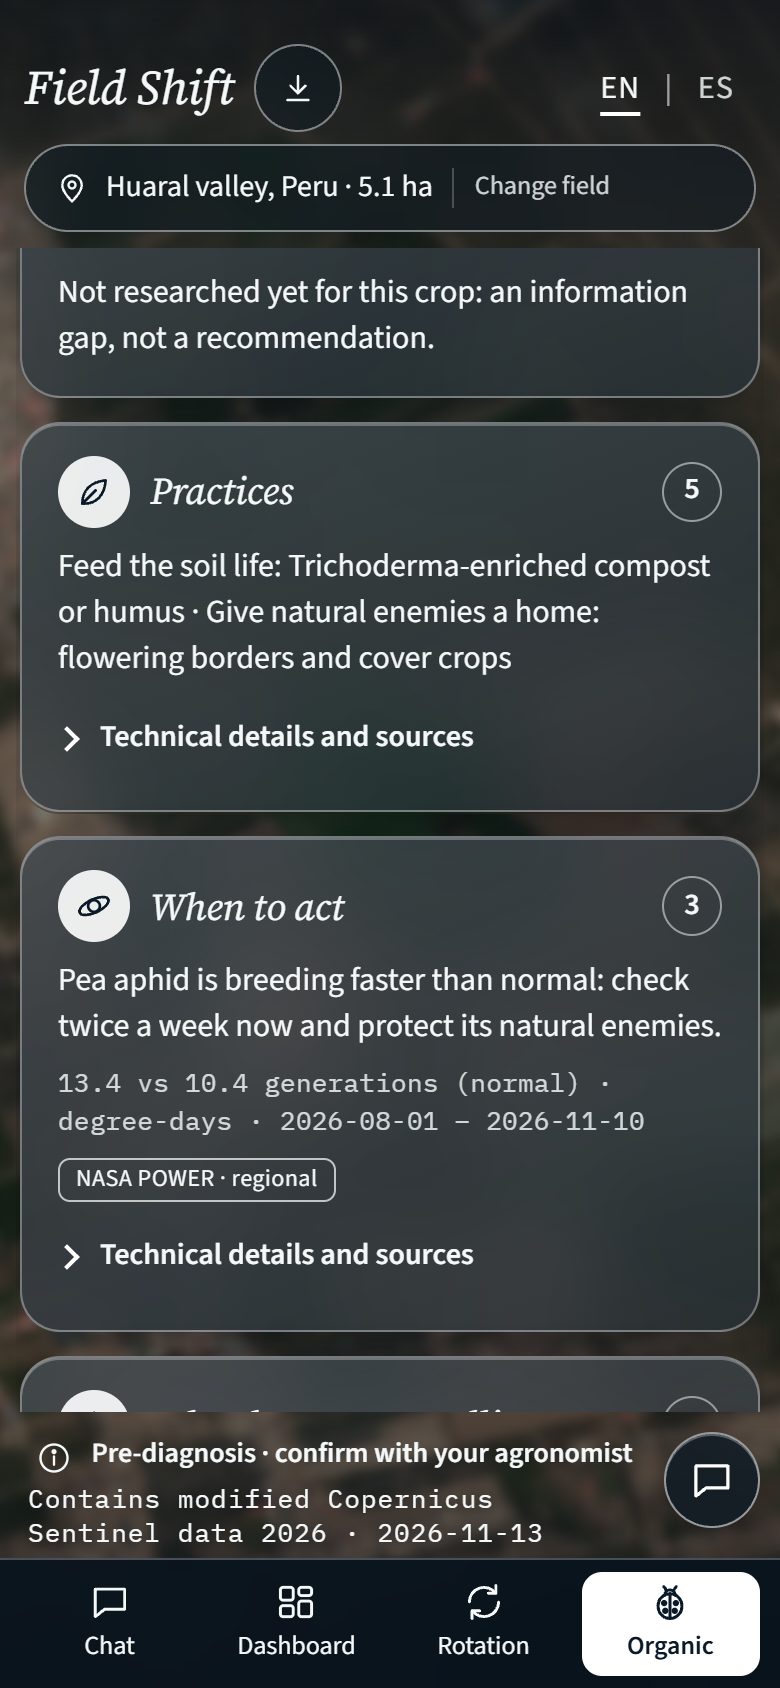 Field Shift
EN | ES
Huaral valley, Peru · 5.1 ha | Change field
Not researched yet for this crop: an information
gap, not a recommendation.
Practices
5
Feed the soil life: Trichoderma-enriched compost
or humus · Give natural enemies a home:
flowering borders and cover crops
Technical details and sources
When to act
3
Pea aphid is breeding faster than normal: check
twice a week now and protect its natural enemies.
13.4 vs 10.4 generations (normal) ·
degree-days · 2026-08-01 – 2026-11-10
NASA POWER · regional
Technical details and sources
Pre-diagnosis · confirm with your agronomist
Contains modified Copernicus
Sentinel data 2026 · 2026-11-13
Chat
Dashboard
Rotation
Organic